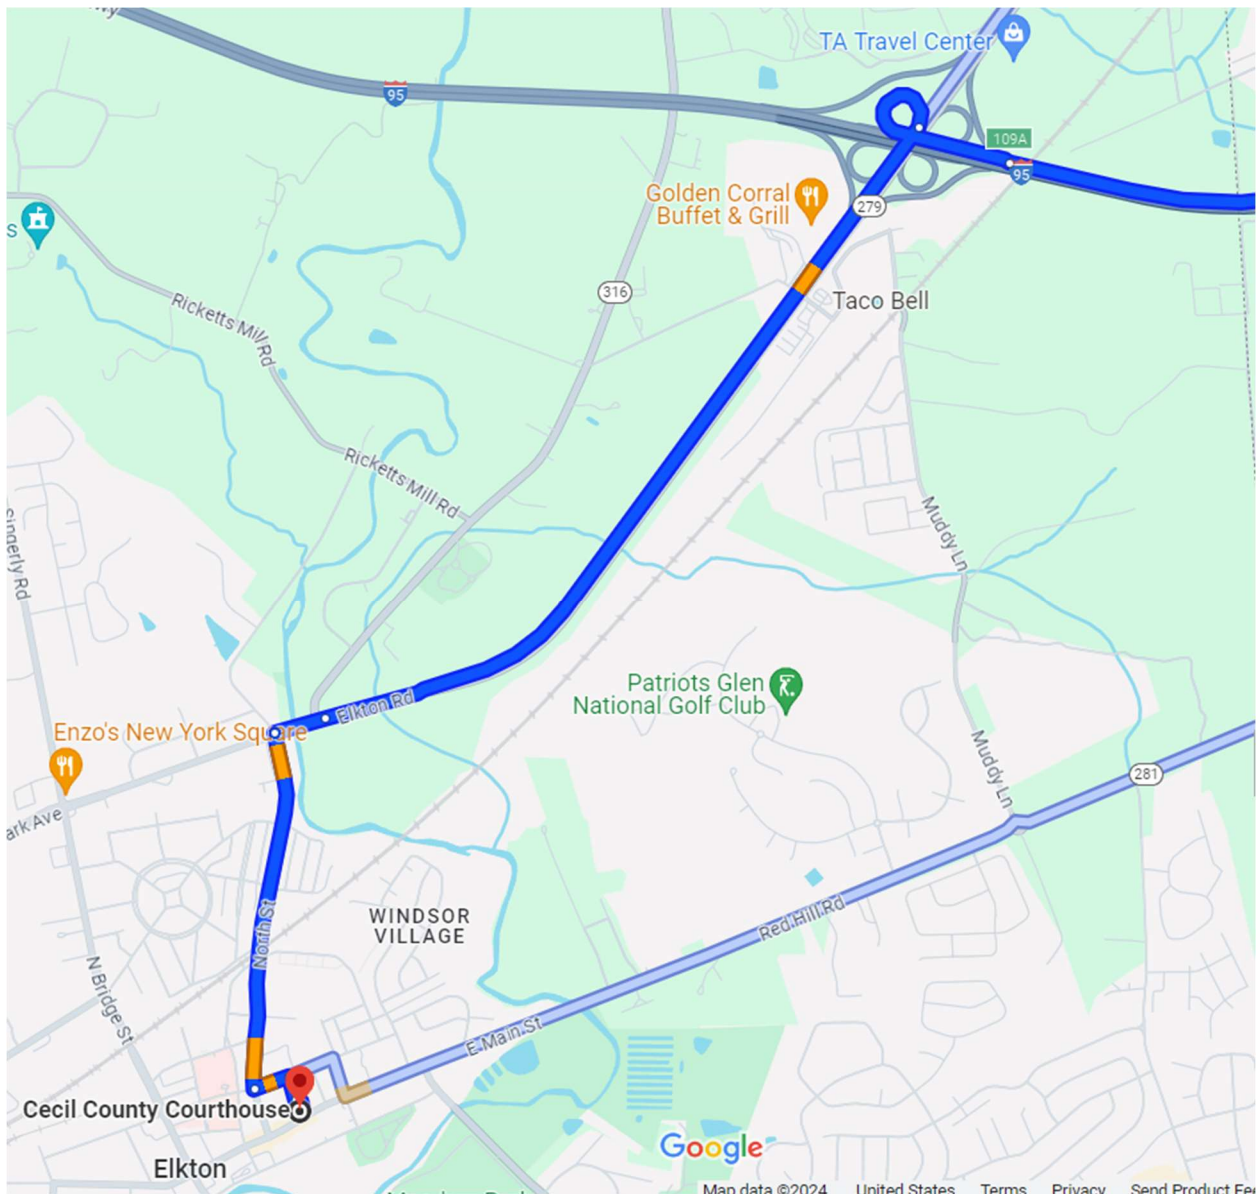 TA Travel Center
95
109A
95
Golden Corral
Buffet & Grill
279
s
316
Taco Bell
Ricketts Mill Rd
Ricketts Mill Rd
Muddy Ln
Singerly Rd
Patriots Glen
National Golf Club
Elkton Rd
Enzo's New York Square
Muddy Ln
281
ark Ave
Red Hill Rd
WINDSOR
VILLAGE
North St
N Bridge St
E Main St
Cecil County Courthouse
Google
Elkton
Map data ©2024 United States Terms Privacy Send Product Fe